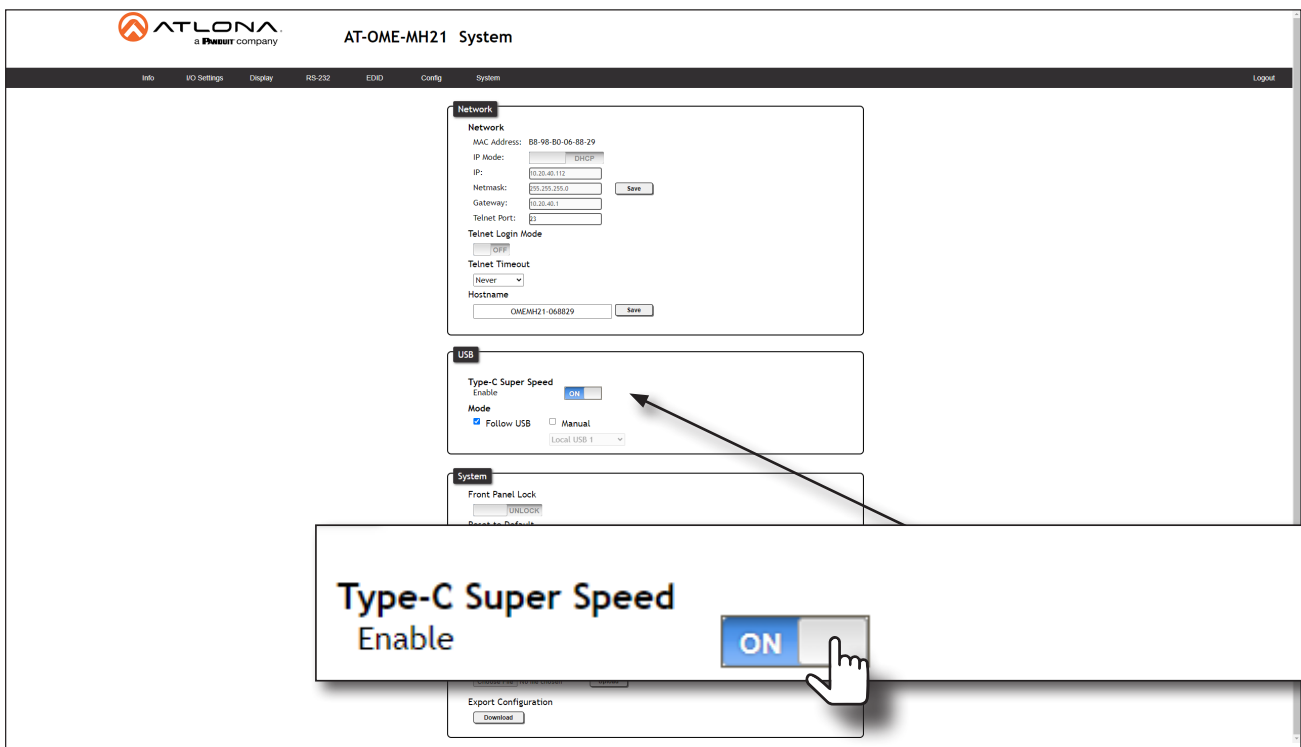 ATLONA.
a PANDUIT company
AT-OME-MH21 System
Info I/O Settings Display RS-232 EDID Config System Logout
Network
Network
MAC Address: B8-98-B0-06-88-29
IP Mode: DHCP
IP: 10.20.40.112
Netmask: 255.255.255.0 Save
Gateway: 10.20.40.1
Telnet Port: 23
Telnet Login Mode
OFF
Telnet Timeout
Never
Hostname
OMEMH21-068829 Save
USB
Type-C Super Speed
Enable ON
Mode
Follow USB Manual
Local USB 1
System
Front Panel Lock
UNLOCK
Reset to Default
Type-C Super Speed
Enable ON
Export Configuration
Download